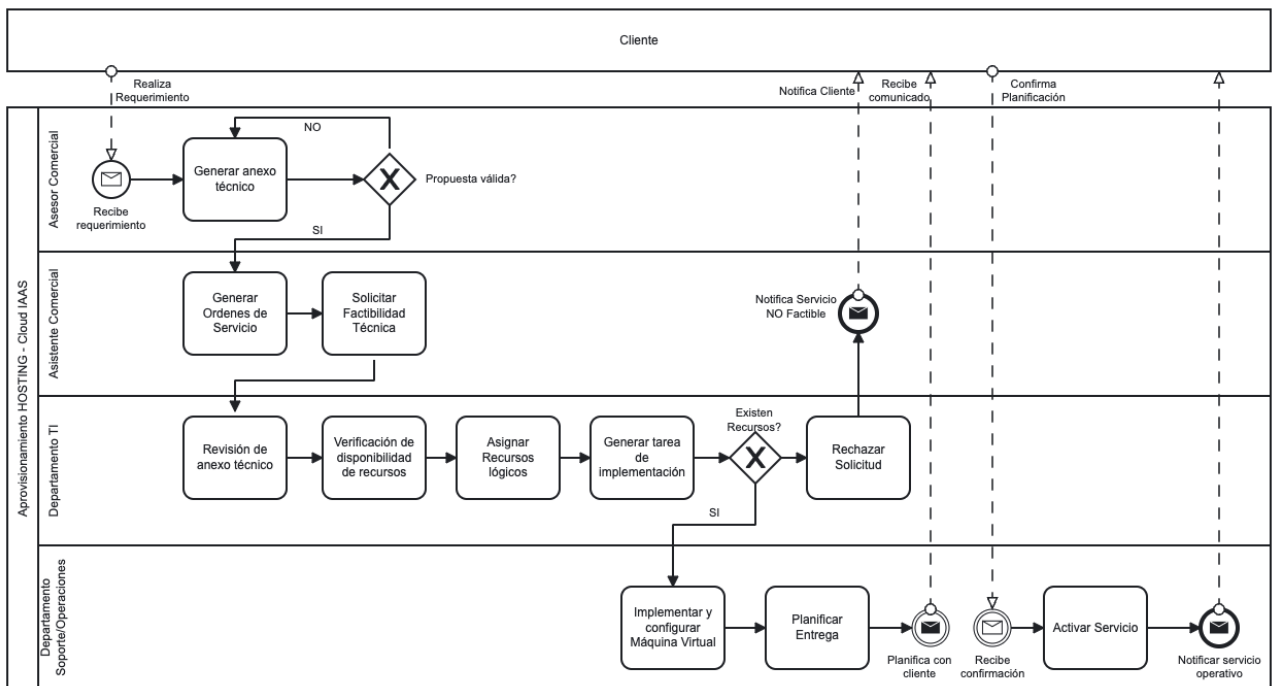 Cliente
Realiza
Requerimiento
Notifica Cliente
Recibe
comunicado
Confirma
Planificación
Aprovisionamiento HOSTING - Cloud IAAS
Asesor Comercial
NO
Generar anexo
técnico
X
Propuesta válida?
Recibe
requerimiento
SI
Asistente Comercial
Generar
Ordenes de
Servicio
Solicitar
Factibilidad
Técnica
Notifica Servicio
NO Factible
Departamento TI
Revisión de
anexo técnico
Verificación de
disponibilidad
de recursos
Asignar
Recursos
lógicos
Generar tarea
de
implementación
Existen
Recursos?
X
Rechazar
Solicitud
SI
Departamento
Soporte/Operaciones
Implementar y
configurar
Máquina Virtual
Planificar
Entrega
Planifica con
cliente
Recibe
confirmación
Activar Servicio
Notificar servicio
operativo